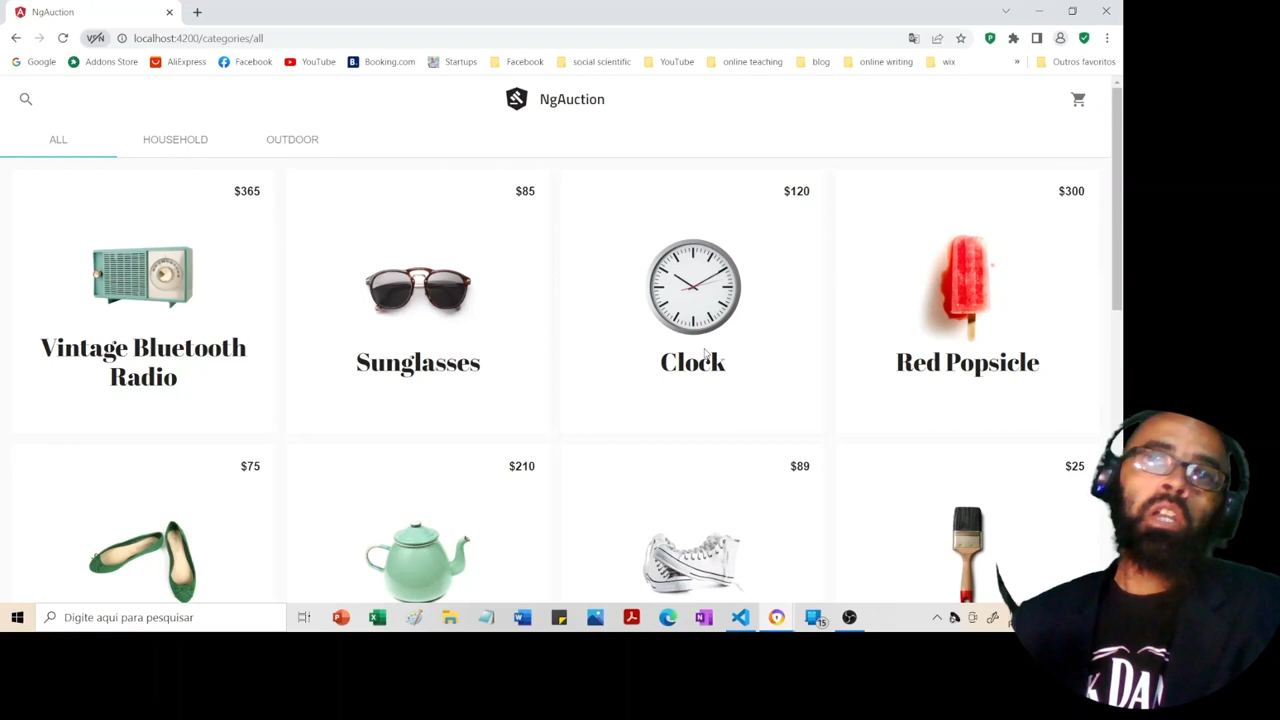 NgAuction
localhost:4200/categories/all
VPN
Google
Addons Store
AliExpress
Facebook
YouTube
Booking.com
Startups
Facebook
social scientific
YouTube
online teaching
blog
online writing
wix
»
Outros favoritos
NgAuction
ALL
HOUSEHOLD
OUTDOOR
$365
$85
$120
$300
Vintage Bluetooth
Radio
Sunglasses
Clock
Red Popsicle
$75
$210
$89
$25
Digite aqui para pesquisar
15